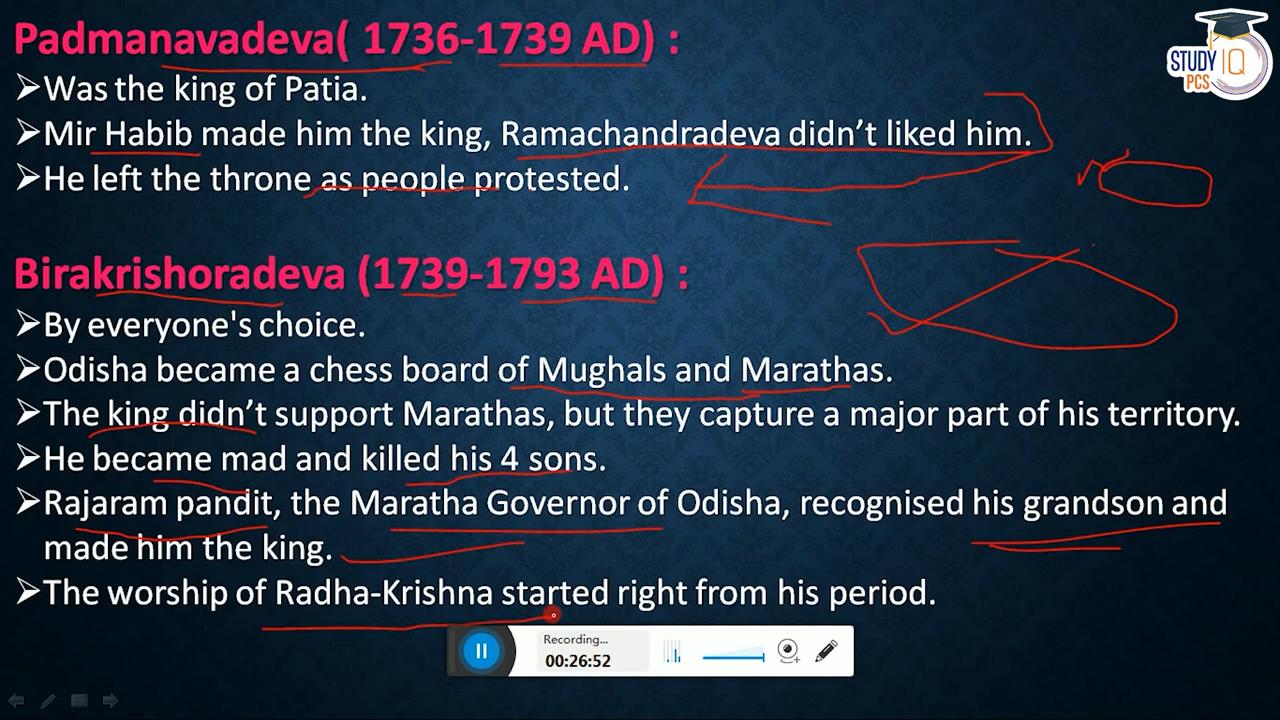 Padmanavadeva( 1736-1739 AD) :
➢Was the king of Patia.
➢Mir Habib made him the king, Ramachandradeva didn’t liked him.
➢He left the throne as people protested.
STUDY IQ
PCS
Birakrishoradeva (1739-1793 AD) :
➢By everyone's choice.
➢Odisha became a chess board of Mughals and Marathas.
➢The king didn’t support Marathas, but they capture a major part of his territory.
➢He became mad and killed his 4 sons.
➢Rajaram pandit, the Maratha Governor of Odisha, recognised his grandson and
made him the king.
➢The worship of Radha-Krishna started right from his period.
Recording...
00:26:52